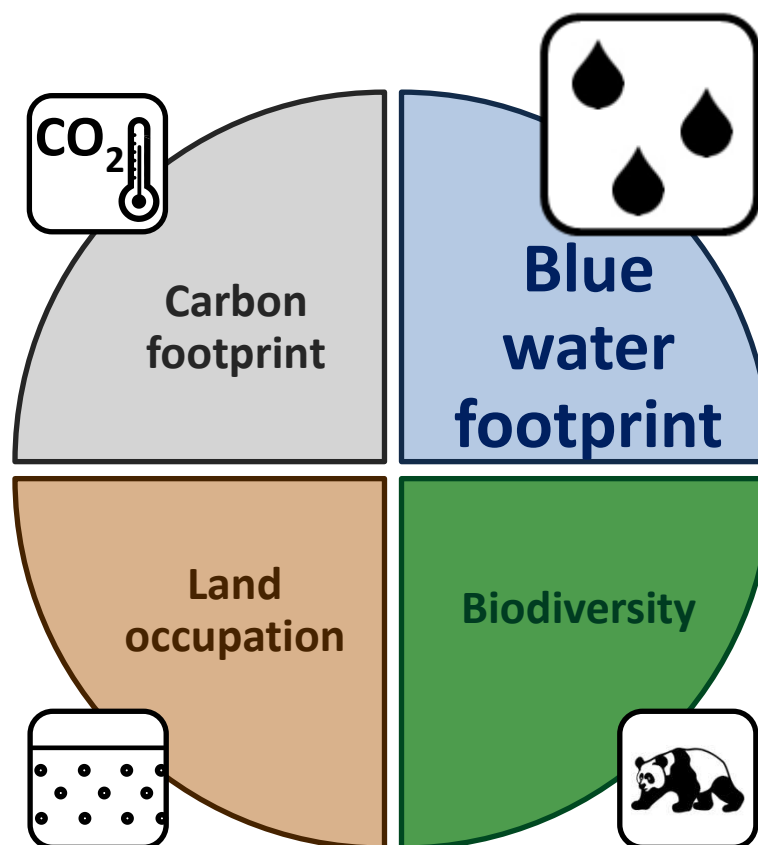 CO₂
Carbon
footprint
Blue
water
footprint
Land
occupation
Biodiversity